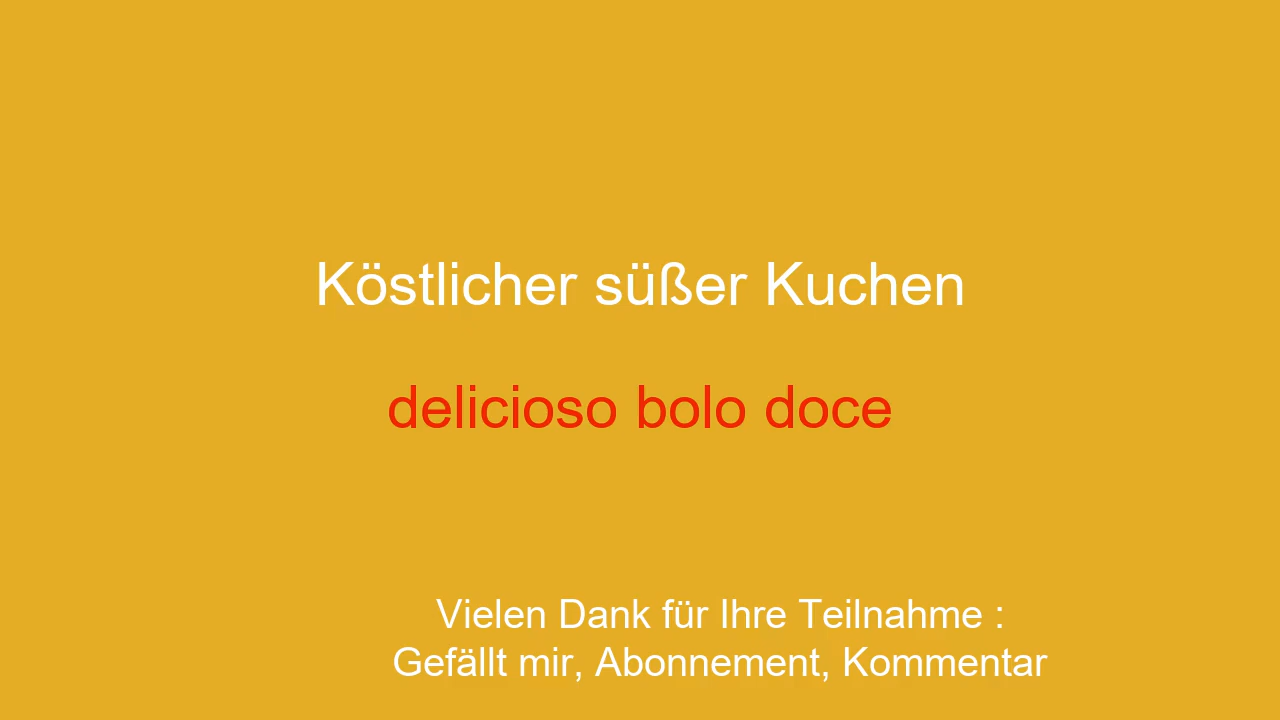 Köstlicher süßer Kuchen
delicioso bolo doce
Vielen Dank für Ihre Teilnahme :
Gefällt mir, Abonnement, Kommentar